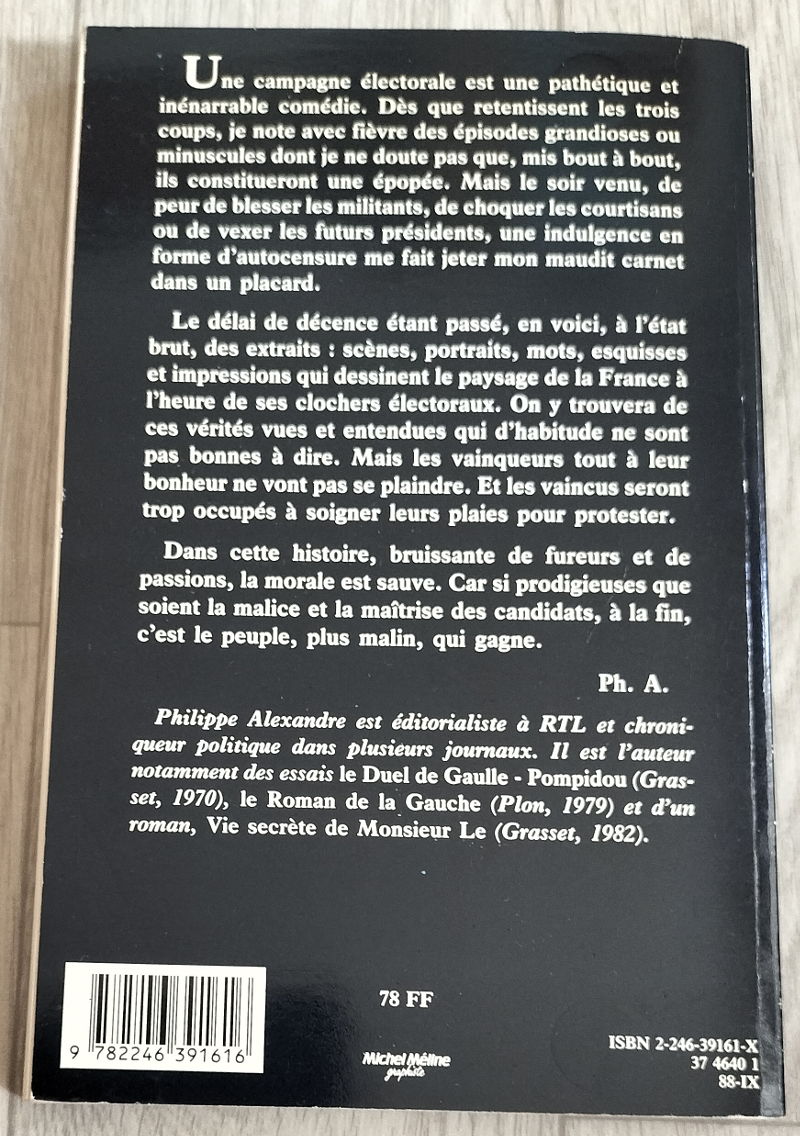 Une campagne électorale est une pathétique et
inénarrable comédie. Dès que retentissent les trois
coups, je note avec fièvre des épisodes grandioses ou
minuscules dont je ne doute pas que, mis bout à bout,
ils constitueront une épopée. Mais le soir venu, de
peur de blesser les militants, de choquer les courtisans
ou de vexer les futurs présidents, une indulgence en
forme d'autocensure me fait jeter mon maudit carnet
dans un placard.
Le délai de décence étant passé, en voici, à l'état
brut, des extraits : scènes, portraits, mots, esquisses
et impressions qui dessinent le paysage de la France à
l'heure de ses clochers électoraux. On y trouvera de
ces vérités vues et entendues qui d'habitude ne sont
pas bonnes à dire. Mais les vainqueurs tout à leur
bonheur ne vont pas se plaindre. Et les vaincus seront
trop occupés à soigner leurs plaies pour protester.
Dans cette histoire, bruissante de fureurs et de
passions, la morale est sauve. Car si prodigieuses que
soient la malice et la maîtrise des candidats, à la fin,
c'est le peuple, plus malin, qui gagne.
Ph. A.
Philippe Alexandre est éditorialiste à RTL et chroni-
queur politique dans plusieurs journaux. Il est l'auteur
notamment des essais le Duel de Gaulle - Pompidou (Gras-
set, 1970), le Roman de la Gauche (Plon, 1979) et d'un
roman, Vie secrète de Monsieur Le (Grasset, 1982).
9 782246 391616
78 FF
Michel Méline
graphiste
ISBN 2-246-39161-X
37 4640 1
88-IX